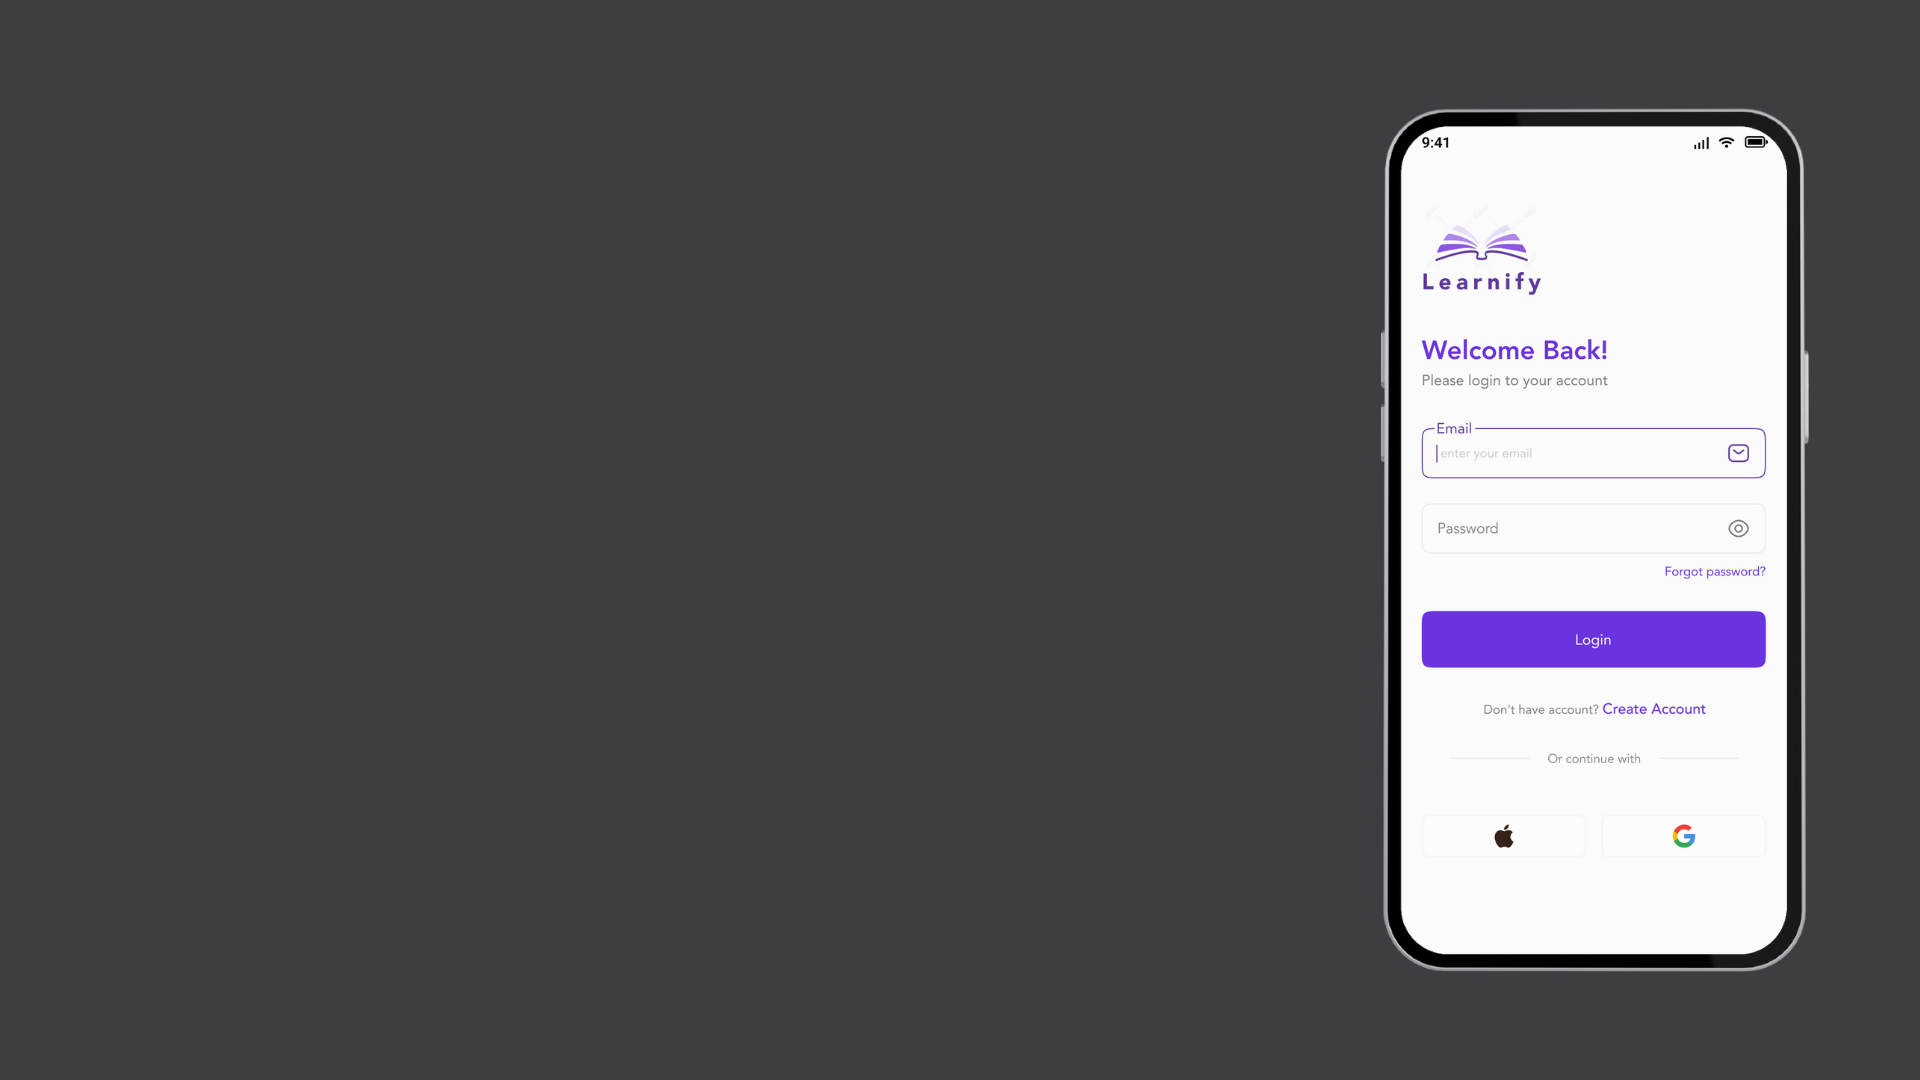 9:41
Learnify
Welcome Back!
Please login to your account
Email
enter your email
Password
Forgot password?
Login
Don't have account? Create Account
Or continue with